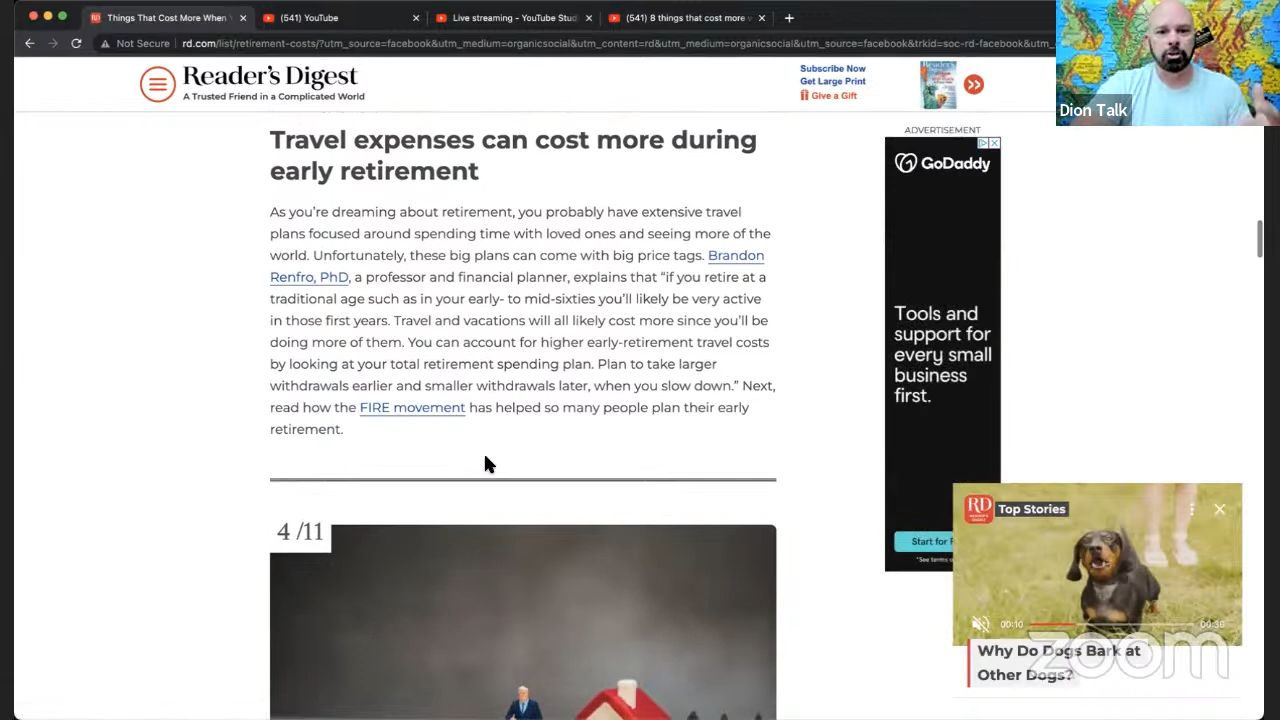 Things That Cost More When Y
(541) YouTube
Live streaming - YouTube Stud
(541) 8 things that cost more w
Not Secure
rd.com/list/retirement-costs/?utm_source=facebook&utm_medium=organicsocial&utm_content=rd&utm_medium=organicsocial&utm_source=facebook&trkid=soc-rd-facebook&utm_
Reader's Digest
A Trusted Friend in a Complicated World
Subscribe Now
Get Large Print
Give a Gift
Dion Talk
Travel expenses can cost more during
early retirement
As you're dreaming about retirement, you probably have extensive travel
plans focused around spending time with loved ones and seeing more of the
world. Unfortunately, these big plans can come with big price tags. Brandon
Renfro, PhD, a professor and financial planner, explains that “if you retire at a
traditional age such as in your early- to mid-sixties you'll likely be very active
in those first years. Travel and vacations will all likely cost more since you'll be
doing more of them. You can account for higher early-retirement travel costs
by looking at your total retirement spending plan. Plan to take larger
withdrawals earlier and smaller withdrawals later, when you slow down.” Next,
read how the FIRE movement has helped so many people plan their early
retirement.
4 /11
ADVERTISEMENT
GoDaddy
Tools and
support for
every small
business
first.
Start for F
*See terms o
RD
Top Stories
00:10
00:36
Why Do Dogs Bark at
Other Dogs?
zoom